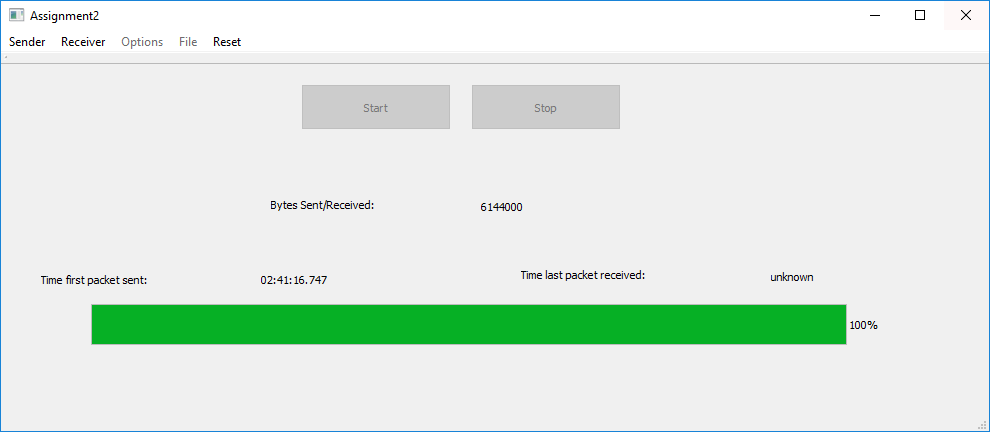 Assignment2
Sender Receiver Options File Reset
Start Stop
Bytes Sent/Received: 6144000
Time first packet sent: 02:41:16.747 Time last packet received: unknown
100%